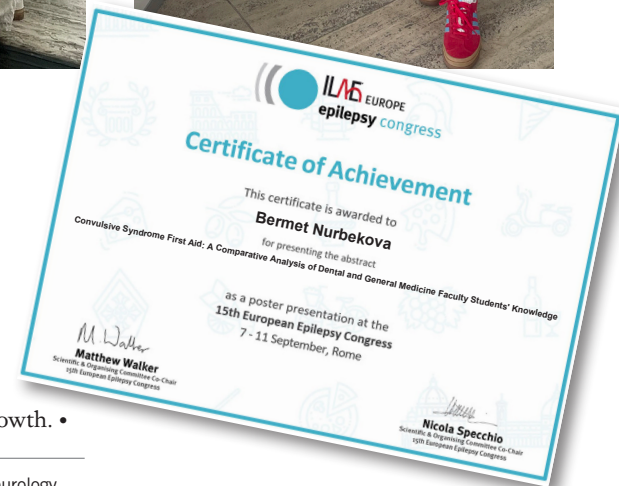 ILAE EUROPE
epilepsy congress
Certificate of Achievement
This certificate is awarded to
Bermet Nurbekova
for presenting the abstract
Convulsive Syndrome First Aid: A Comparative Analysis of Dental and General Medicine Faculty Students' Knowledge
as a poster presentation at the
15th European Epilepsy Congress
7 - 11 September, Rome
M. Walker
Matthew Walker
Scientific & Organising Committee Co-Chair
15th European Epilepsy Congress
Nicola Specchio
Scientific & Organising Committee Co-Chair
15th European Epilepsy Congress
owth. •